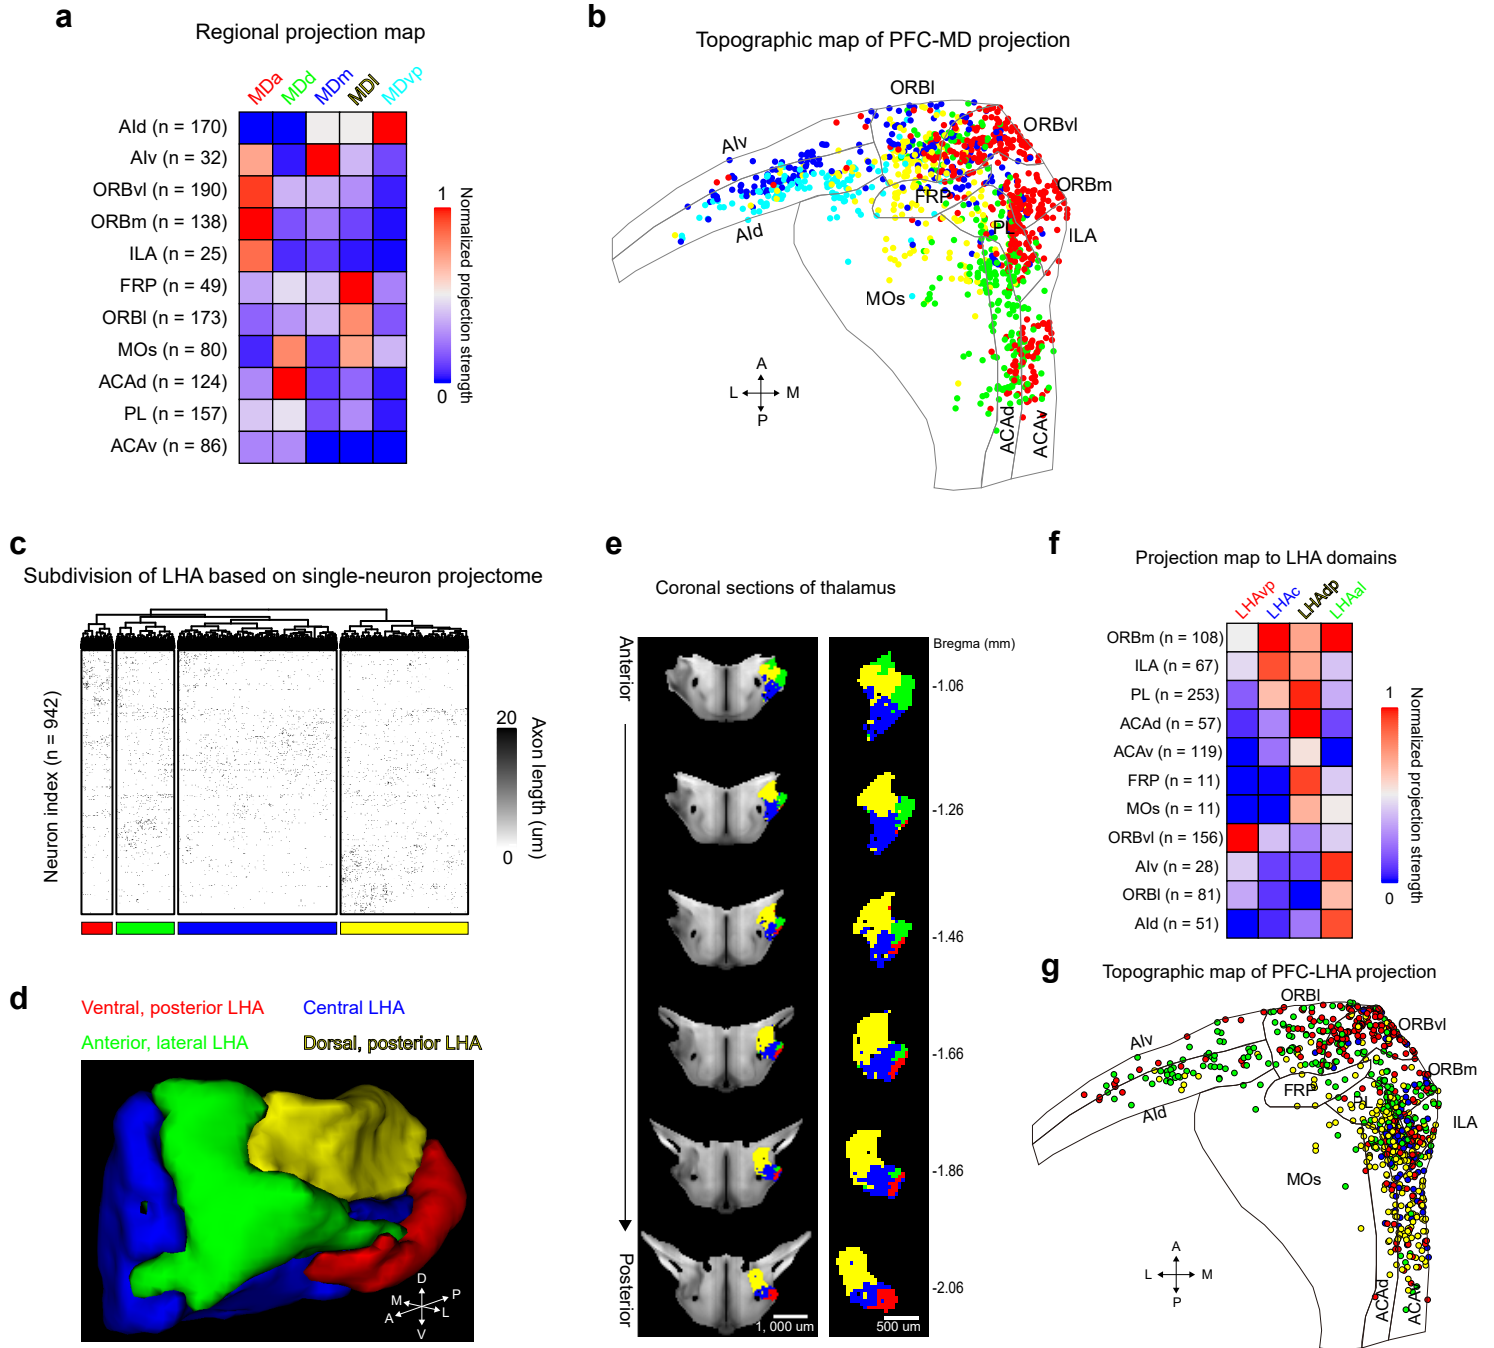 a
Regional projection map
MDa MDd MDm MDl MDvp
AId (n = 170)
AIv (n = 32)
ORBvl (n = 190)
ORBm (n = 138)
ILA (n = 25)
FRP (n = 49)
ORBl (n = 173)
MOs (n = 80)
ACAd (n = 124)
PL (n = 157)
ACAv (n = 86)
1
0
Normalized projection strength
b
Topographic map of PFC-MD projection
ORBl
AIv
ORBvl
ORBm
FRP
PL
ILA
AId
MOs
A
L M
P
ACAd
ACAv
c
Subdivision of LHA based on single-neuron projectome
Neuron index (n = 942)
20
0
Axon length (um)
d
Ventral, posterior LHA
Central LHA
Anterior, lateral LHA
Dorsal, posterior LHA
D
M P
A L
V
e
Coronal sections of thalamus
Anterior
Posterior
Bregma (mm)
-1.06
-1.26
-1.46
-1.66
-1.86
-2.06
1, 000 um
500 um
f
Projection map to LHA domains
LHAvp LHAc LHAdp LHAal
ORBm (n = 108)
ILA (n = 67)
PL (n = 253)
ACAd (n = 57)
ACAv (n = 119)
FRP (n = 11)
MOs (n = 11)
ORBvl (n = 156)
AIv (n = 28)
ORBl (n = 81)
AId (n = 51)
1
0
Normalized projection strength
g
Topographic map of PFC-LHA projection
ORBl
AIv
ORBvl
ORBm
FRP
PL
AId
ILA
MOs
A
L M
P
ACAd
ACAv